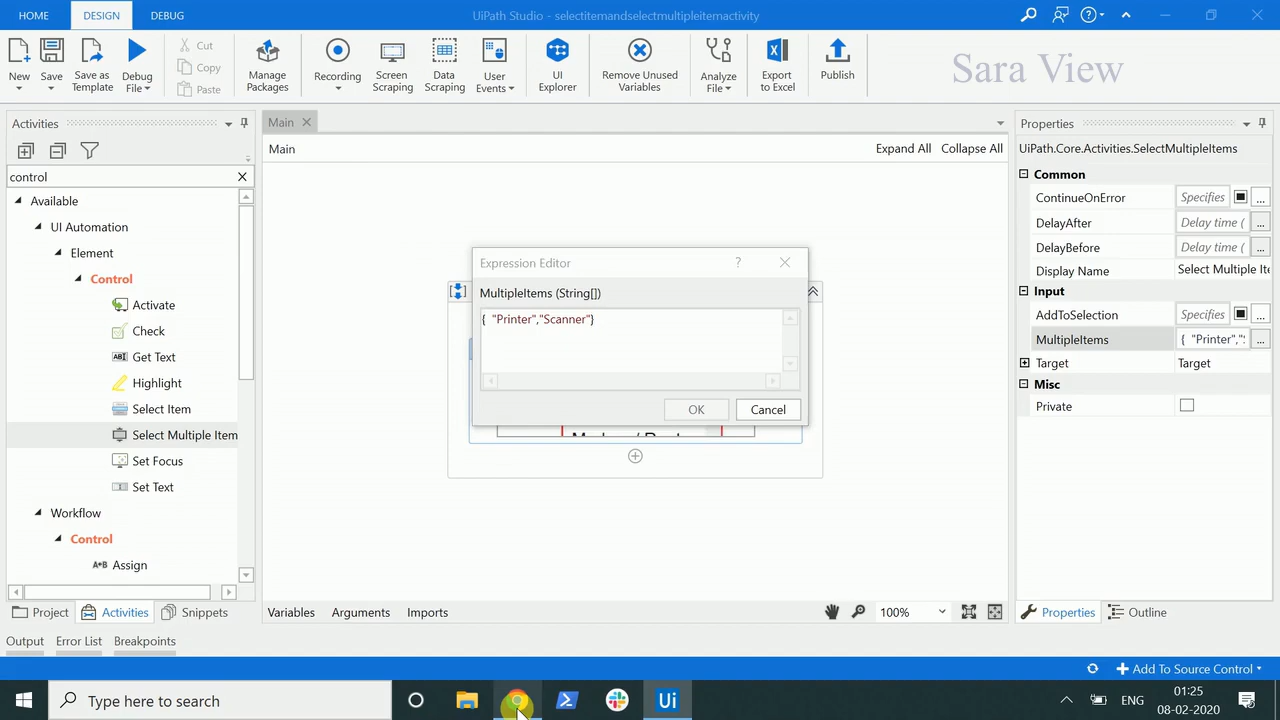 HOME
DESIGN
DEBUG
UiPath Studio - selectitemandselectmultipleitemactivity
New
Save
Save as Template
Debug File
Cut
Copy
Paste
Manage Packages
Recording
Screen Scraping
Data Scraping
User Events
UI Explorer
Remove Unused Variables
Analyze File
Export to Excel
Publish
Sara View
Activities
control
Available
UI Automation
Element
Control
Activate
Check
Get Text
Highlight
Select Item
Select Multiple Item
Set Focus
Set Text
Workflow
Control
A+B Assign
Project
Activities
Snippets
Main
Main
Expand All
Collapse All
Expression Editor
?
MultipleItems (String[])
{ "Printer","Scanner"}
OK
Cancel
Variables
Arguments
Imports
100%
Properties
UiPath.Core.Activities.SelectMultipleItems
Common
ContinueOnError
Specifies
...
DelayAfter
Delay time (
...
DelayBefore
Delay time (
...
Display Name
Select Multiple Ite
Input
AddToSelection
Specifies
...
MultipleItems
{ "Printer","
...
Target
Target
Misc
Private
Properties
Outline
Output
Error List
Breakpoints
Add To Source Control
Type here to search
Ui
ENG
01:25
08-02-2020